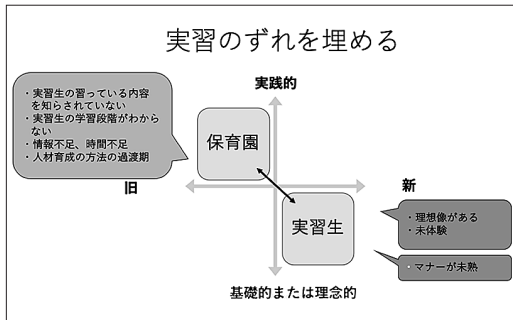 実習のずれを埋める
実践的
・実習生の習っている内容
を知らされていない
・実習生の学習段階がわから
ない
・情報不足、時間不足
・人材育成の方法の過渡期
保育園
旧
新
実習生
・理想像がある
・未体験
・マナーが未熟
基礎的または理念的